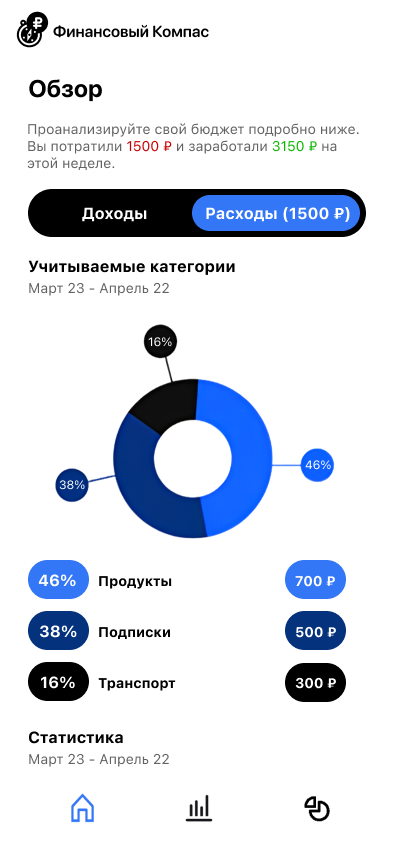 Финансовый Компас
Обзор
Проанализируйте свой бюджет подробно ниже.
Вы потратили 1500 ₽ и заработали 3150 ₽ на
этой неделе.
Доходы Расходы (1500 ₽)
Учитываемые категории
Март 23 - Апрель 22
16%
46%
38%
46% Продукты 700 ₽
38% Подписки 500 ₽
16% Транспорт 300 ₽
Статистика
Март 23 - Апрель 22